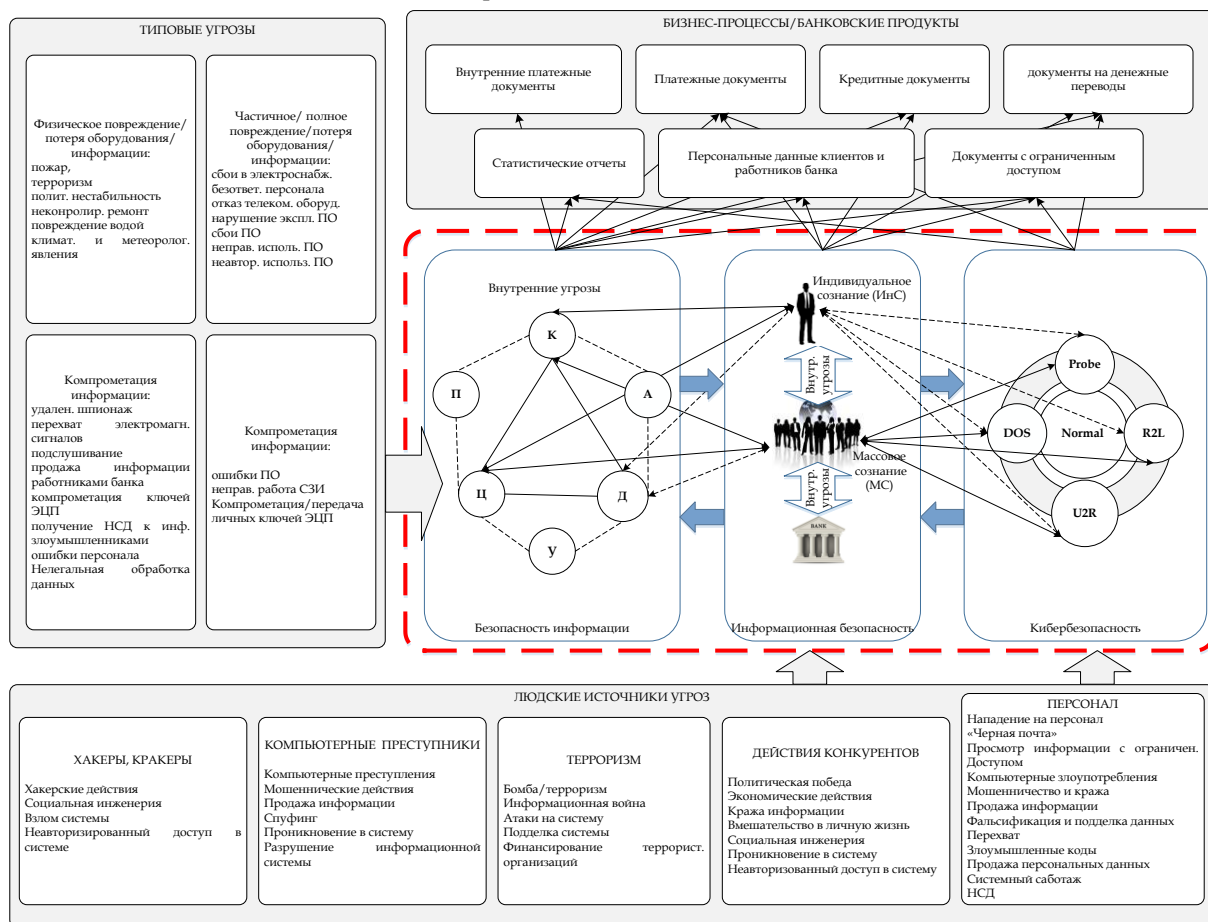 ТИПОВЫЕ УГРОЗЫ
Физическое повреждение/
потеря оборудования/
информации:
пожар,
терроризм
полит. нестабильность
неконролир. ремонт
повреждение водой
климат. и метеоролог.
явления
Частичное/ полное
повреждение/потеря
оборудования/
информации:
сбои в электроснабж.
безответ. персонала
отказ телеком. оборуд.
нарушение экспл. ПО
сбои ПО
неправ. исполь. ПО
неавтор. использ. ПО
Компрометация
информации:
удален. шпионаж
перехват электромагн.
сигналов
подслушивание
продажа информации
работниками банка
компрометация ключей
ЭЦП
получение НСД к инф.
злоумышленниками
ошибки персонала
Нелегальная обработка
данных
Компрометация
информации:
ошибки ПО
неправ. работа СЗИ
Компрометация/передача
личных ключей ЭЦП
БИЗНЕС-ПРОЦЕССЫ/БАНКОВСКИЕ ПРОДУКТЫ
Внутренние платежные
документы
Платежные документы
Кредитные документы
документы на денежные
переводы
Статистические отчеты
Персональные данные клиентов и
работников банка
Документы с ограниченным
доступом
Внутренние угрозы
К
П
А
Ц
Д
У
Безопасность информации
Индивидуальное
сознание (ИнС)
Внутр.
угрозы
Массовое
сознание
(МС)
Внутр.
угрозы
BANK
Информационная безопасность
Probe
DOS
Normal
R2L
U2R
Кибербезопасность
ЛЮДСКИЕ ИСТОЧНИКИ УГРОЗ
ХАКЕРЫ, КРАКЕРЫ
Хакерские действия
Социальная инженерия
Взлом системы
Неавторизированный доступ в
системе
КОМПЬЮТЕРНЫЕ ПРЕСТУПНИКИ
Компьютерные преступления
Мошеннические действия
Продажа информации
Спуфинг
Проникновение в систему
Разрушение информационной
системы
ТЕРРОРИЗМ
Бомба/терроризм
Информационная война
Атаки на систему
Подделка системы
Финансирование террорист.
организаций
ДЕЙСТВИЯ КОНКУРЕНТОВ
Политическая победа
Экономические действия
Кража информации
Вмешательство в личную жизнь
Социальная инженерия
Проникновение в систему
Неавторизованный доступ в систему
ПЕРСОНАЛ
Нападение на персонал
«Черная почта»
Просмотр информации с ограничен.
Доступом
Компьютерные злоупотребления
Мошенничество и кража
Продажа информации
Фальсификация и подделка данных
Перехват
Злоумышленные коды
Продажа персональных данных
Системный саботаж
НСД